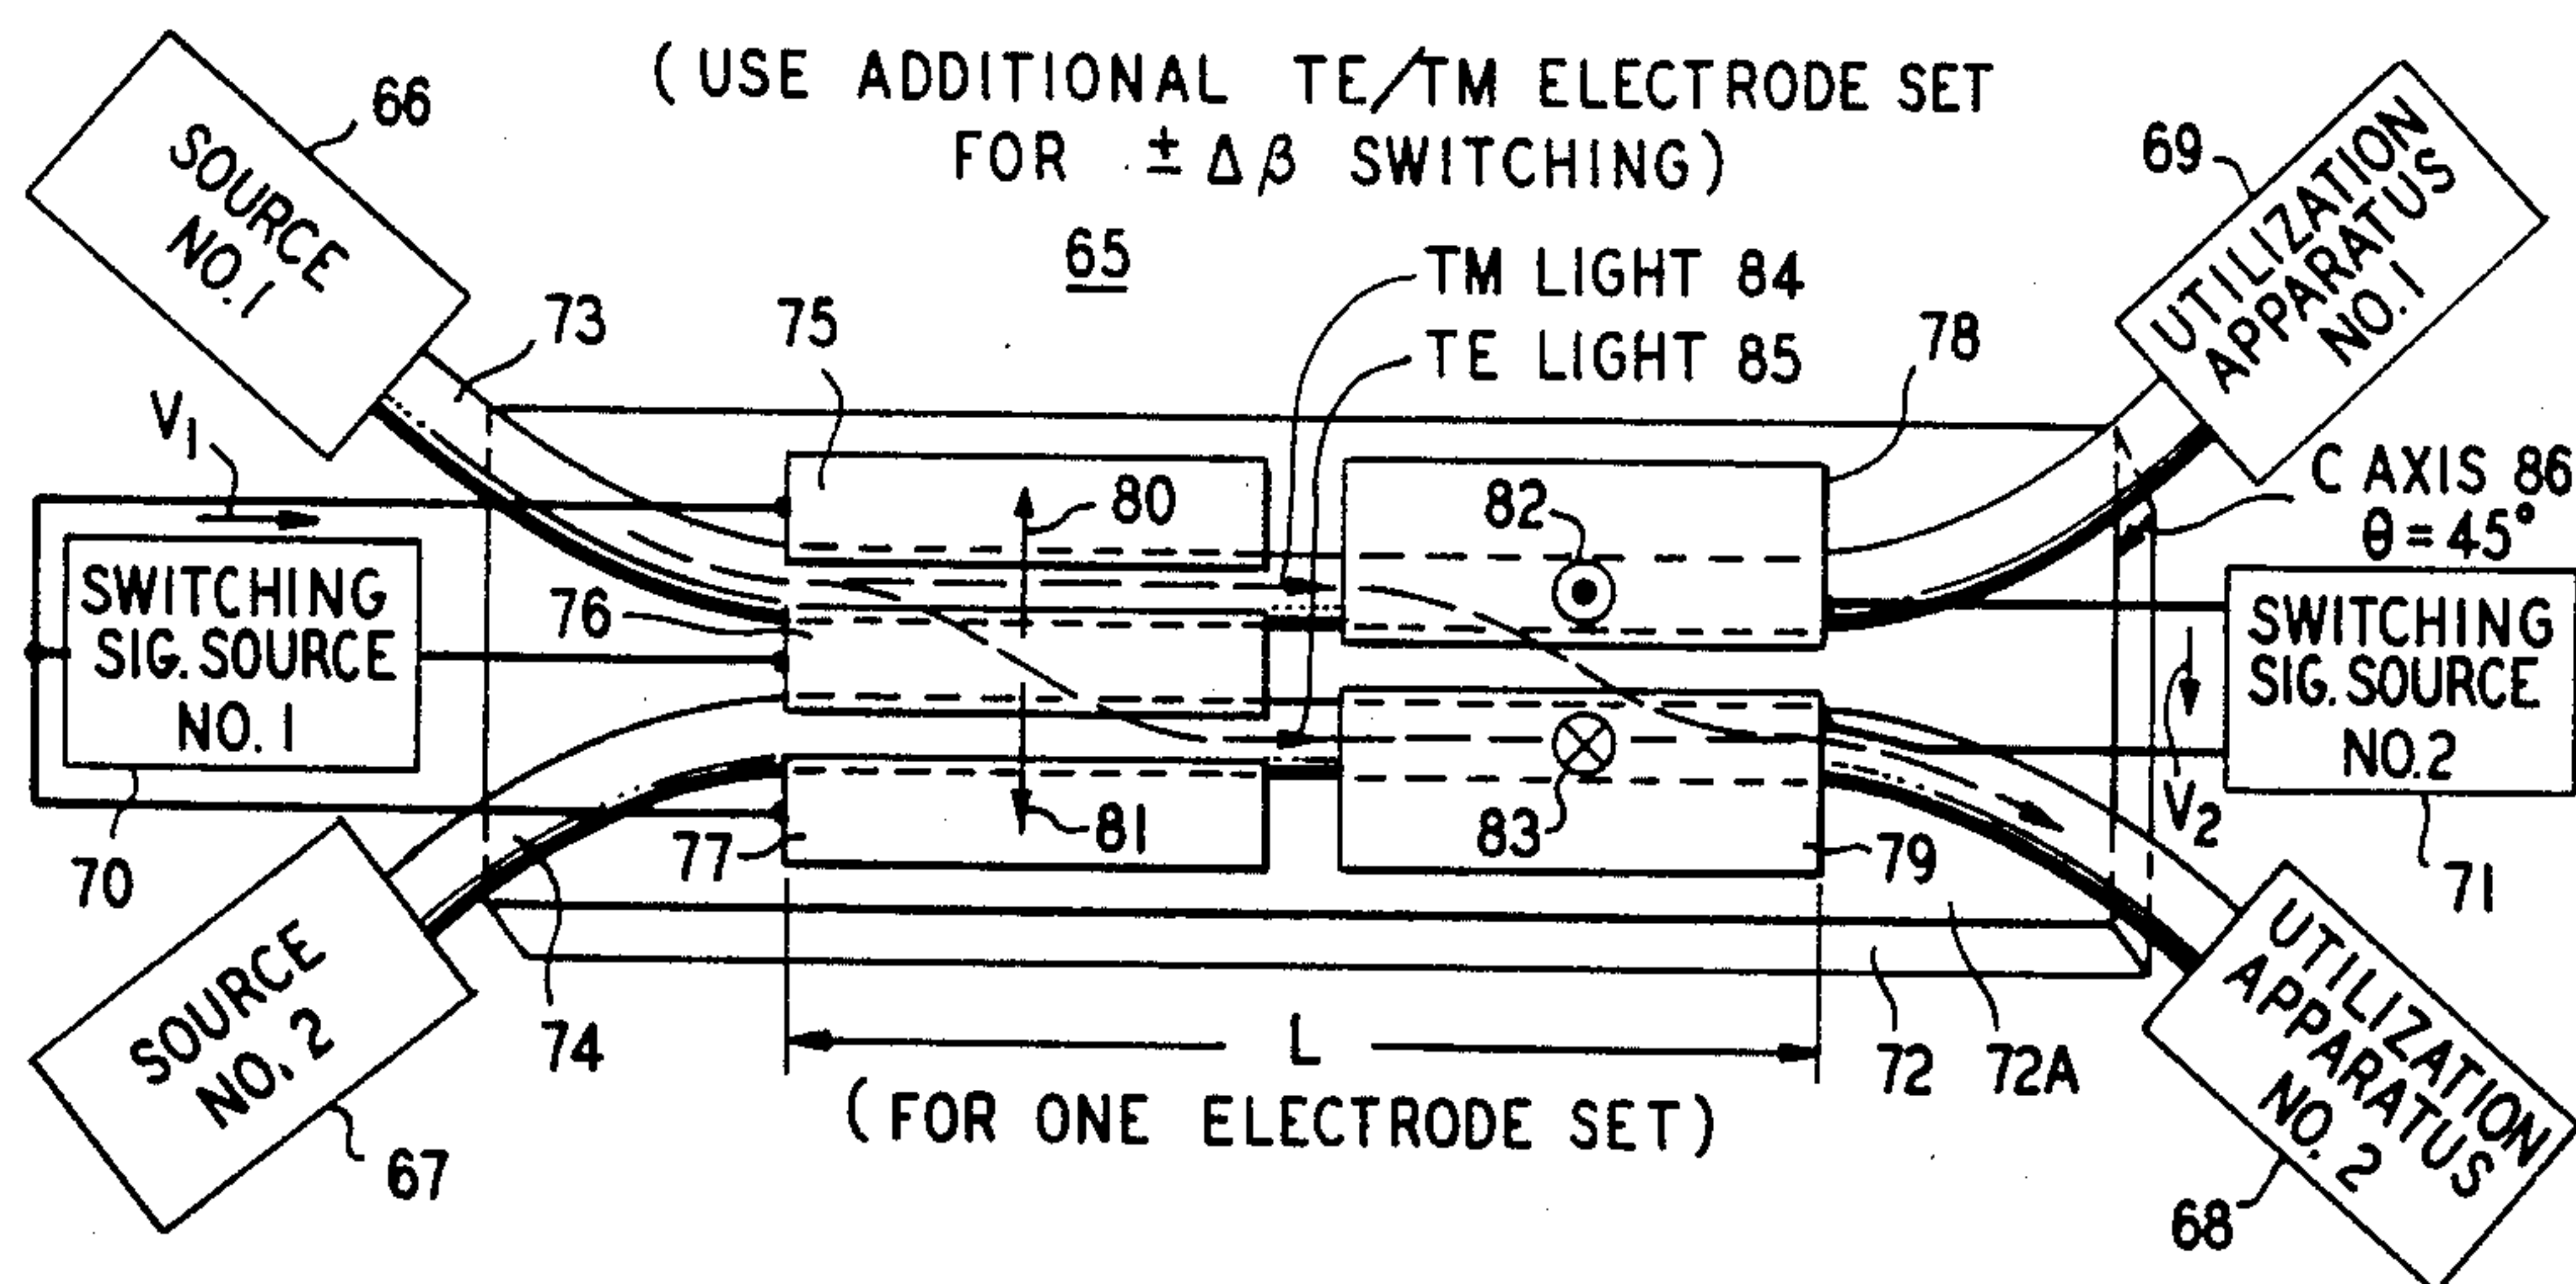 (USE ADDITIONAL TE/TM ELECTRODE SET
FOR ± Δβ SWITCHING)
65
66
SOURCE
NO. 1
73
75
TM LIGHT 84
TE LIGHT 85
78
69
UTILIZATION
APPARATUS
NO. 1
V1
80
82
C AXIS 86
θ = 45°
SWITCHING
SIG. SOURCE
NO. 1
70
76
SWITCHING
SIG. SOURCE
NO. 2
71
V2
77
81
83
79
SOURCE
NO. 2
67
74
L
(FOR ONE ELECTRODE SET)
72
72A
UTILIZATION
APPARATUS
NO. 2
68